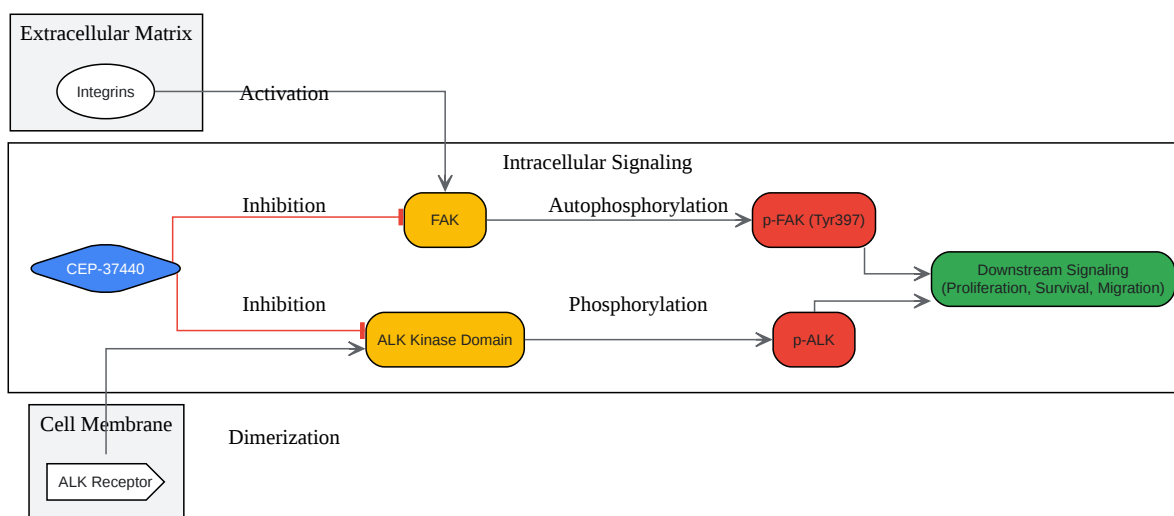 Extracellular Matrix
Integrins
Activation
Intracellular Signaling
Inhibition
Autophosphorylation
FAK
p-FAK (Tyr397)
CEP-37440
Downstream Signaling
(Proliferation, Survival, Migration)
Inhibition
Phosphorylation
ALK Kinase Domain
p-ALK
Cell Membrane
Dimerization
ALK Receptor